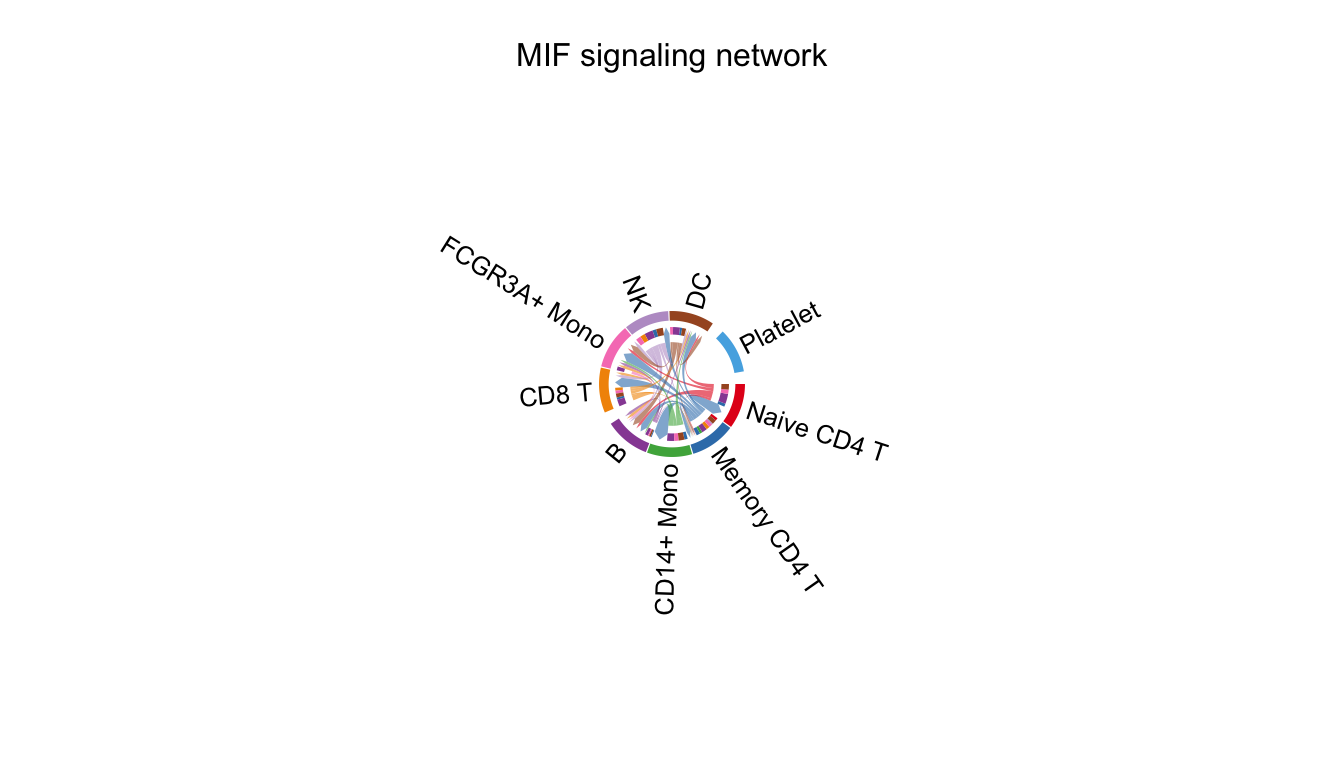 MIF signaling network
FCGR3A+ Mono
NK
DC
Platelet
CD8 T
Naive CD4 T
B
CD14+ Mono
Memory CD4 T